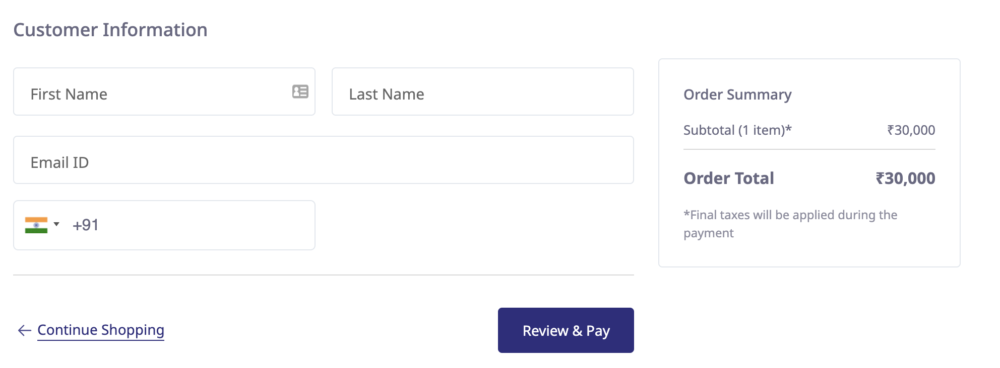 Customer Information
First Name
Last Name
Email ID
+91
Continue Shopping
Review & Pay
Order Summary
Subtotal (1 item)* ₹30,000
Order Total ₹30,000
*Final taxes will be applied during the
payment